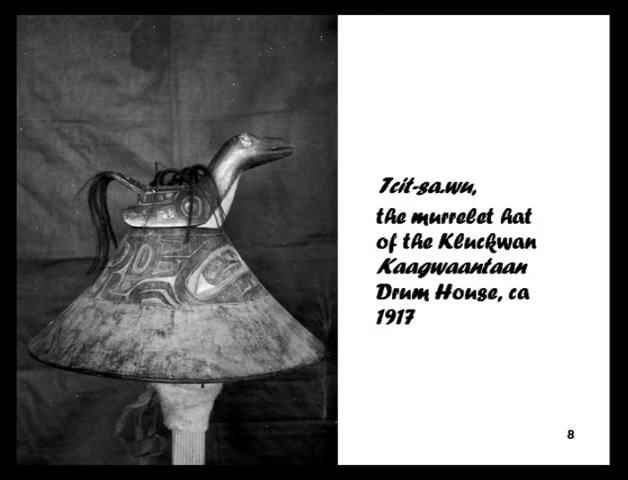 Tcit-sa.wu,
the murrelet hat
of the Kluckwan
Kaagwaantaan
Drum House, ca
1917
8